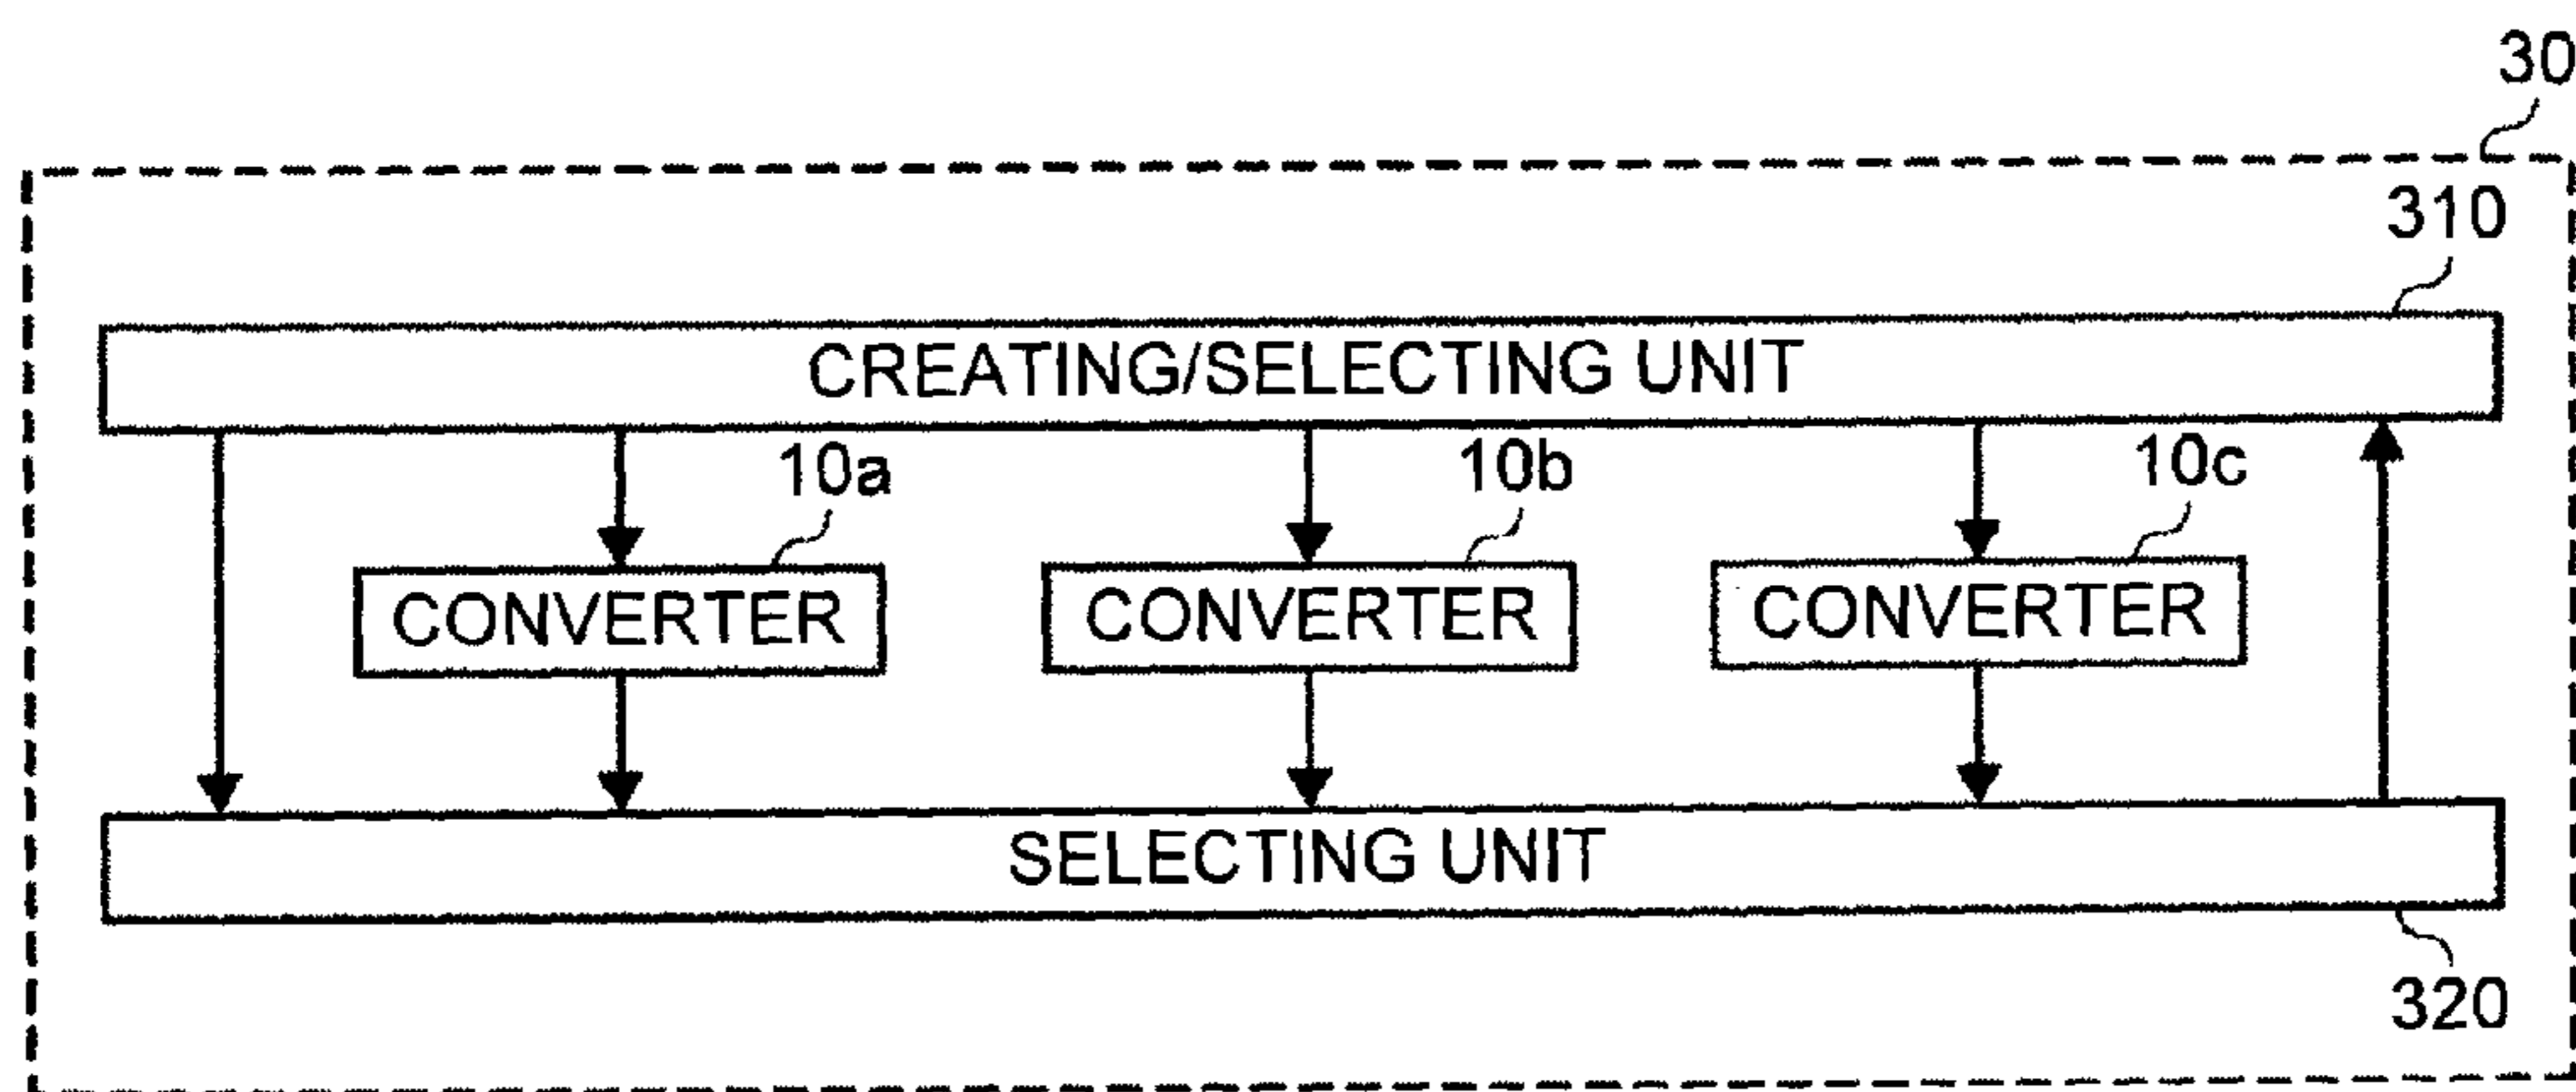 30
310
CREATING/SELECTING UNIT
10a
10b
10c
CONVERTER
CONVERTER
CONVERTER
SELECTING UNIT
320